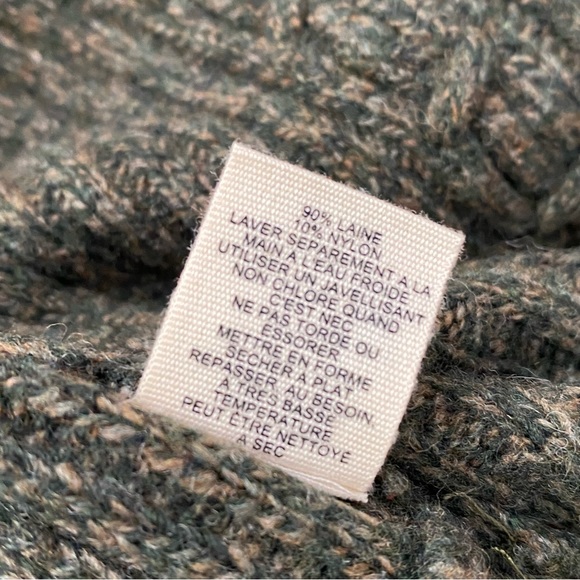 90% LAINE
10% NYLON
LAVER SEPAREMENT A LA
MAIN A L'EAU FROIDE
UTILISER UN JAVELLISANT
NON CHLORE QUAND
C'EST NEC
NE PAS TORDE OU
ESSORER
METTRE EN FORME
SECHER A PLAT
REPASSER, AU BESOIN,
A TRES BASSE
TEMPERATURE
PEUT ÊTRE NETTOYE
A SEC